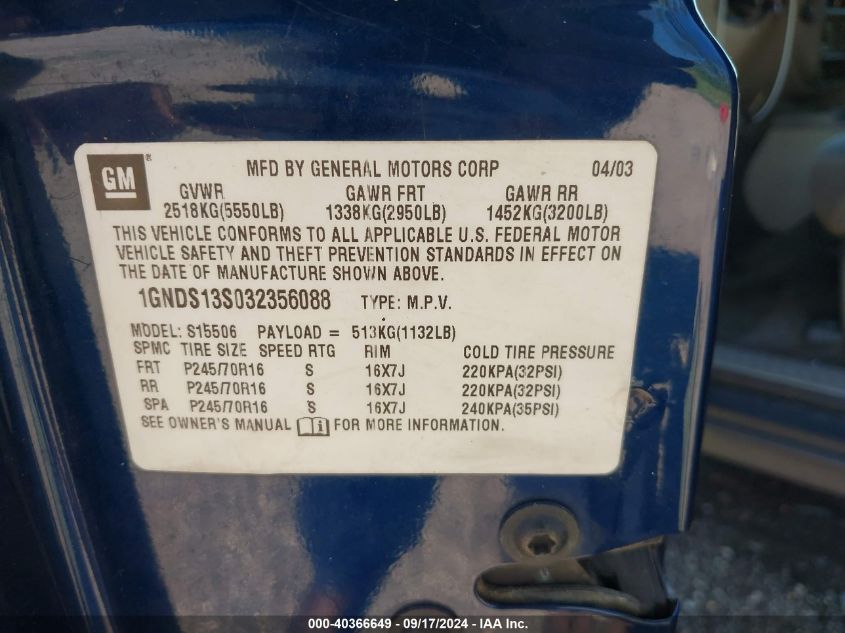 GM ® MFD BY GENERAL MOTORS CORP 04/03
GVWR GAWR FRT GAWR RR
2518KG(5550LB) 1338KG(2950LB) 1452KG(3200LB)
THIS VEHICLE CONFORMS TO ALL APPLICABLE U.S. FEDERAL MOTOR
VEHICLE SAFETY AND THEFT PREVENTION STANDARDS IN EFFECT ON
THE DATE OF MANUFACTURE SHOWN ABOVE.
1GNDS13S032356088 TYPE: M.P.V.
MODEL: S15506 PAYLOAD = 513KG(1132LB)
SPMC TIRE SIZE SPEED RTG RIM COLD TIRE PRESSURE
FRT P245/70R16 S 16X7J 220KPA(32PSI)
RR P245/70R16 S 16X7J 220KPA(32PSI)
SPA P245/70R16 S 16X7J 240KPA(35PSI)
SEE OWNER'S MANUAL i FOR MORE INFORMATION.
000-40366649 - 09/17/2024 - IAA Inc.